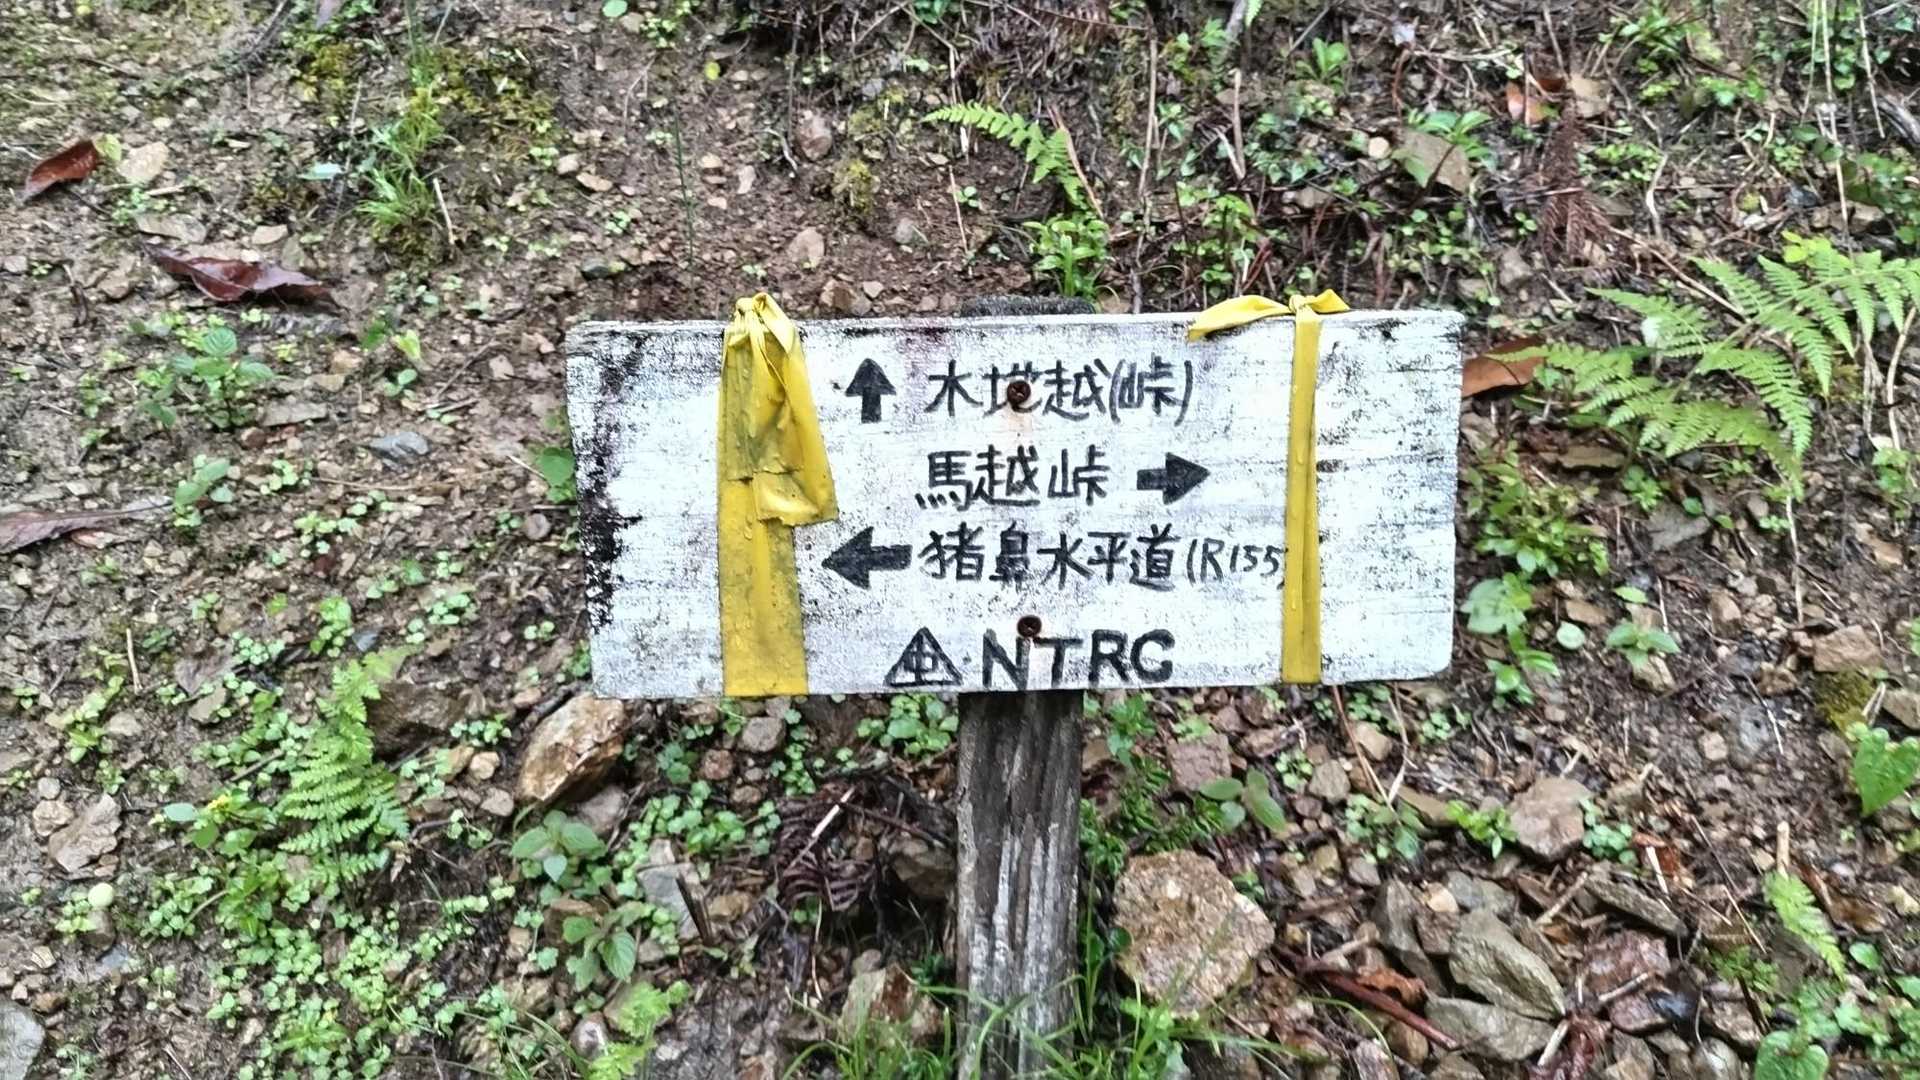 ↑ 木地越(峠)
馬越峠 →
← 猪鼻水平道(R155)
NTRC